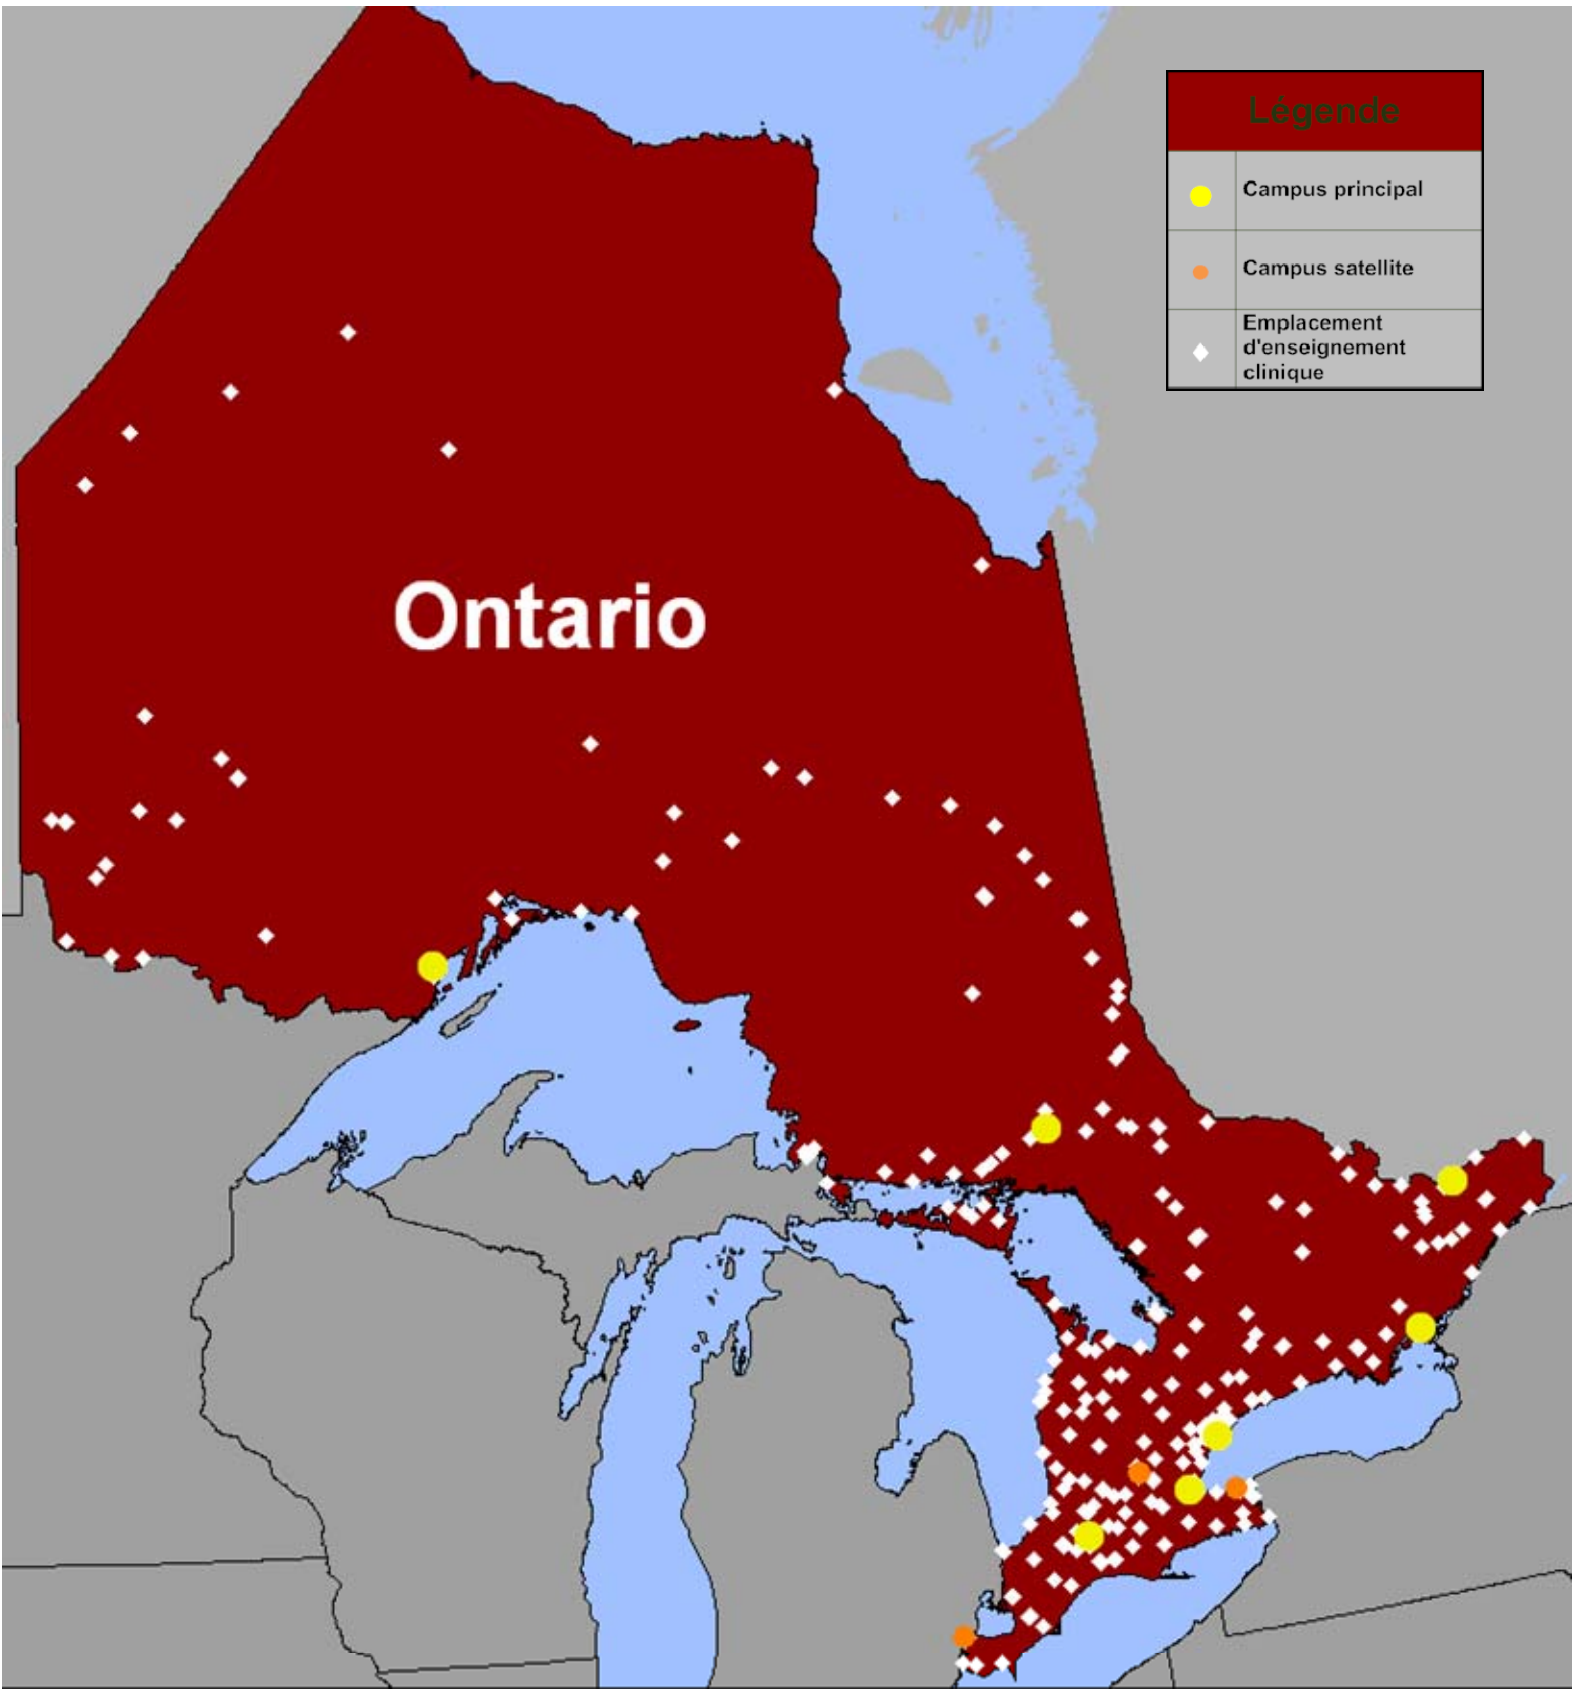 Légende
Campus principal
Campus satellite
Emplacement
d'enseignement
clinique
Ontario